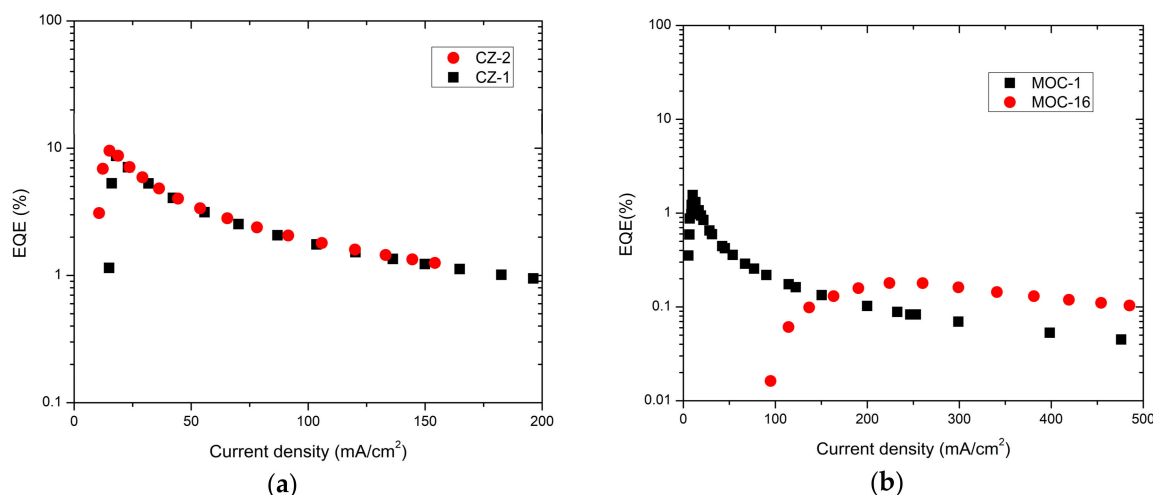 100
10
1
0.1
EQE (%)
CZ-2
CZ-1
0
50
100
150
200
Current density (mA/cm²)
(a)
100
10
1
0.1
0.01
EQE(%)
MOC-1
MOC-16
0
100
200
300
400
500
Current density (mA/cm²)
(b)